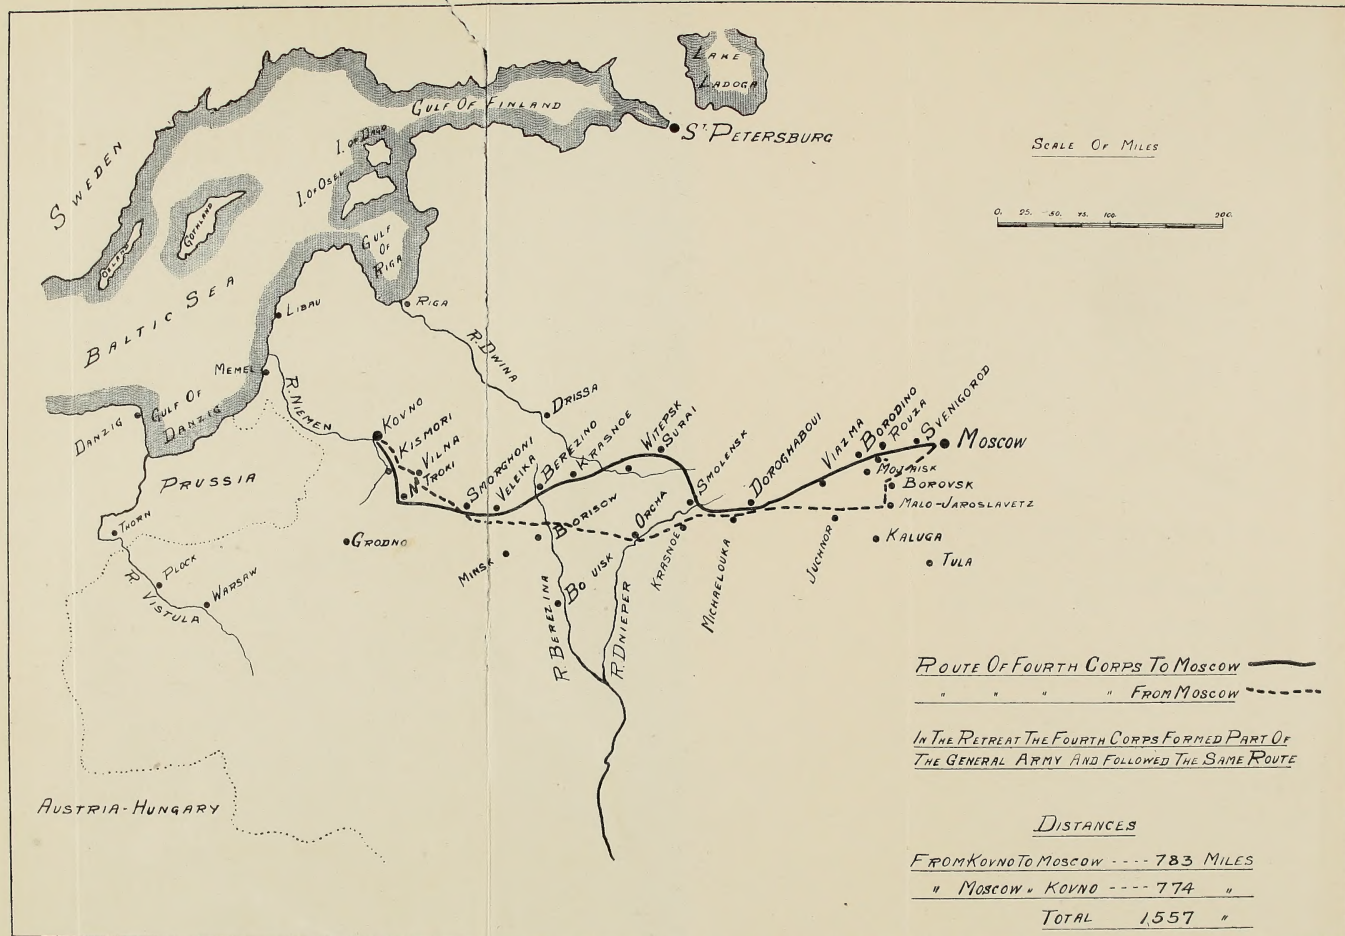 LAKE
LADOGA
GULF OF FINLAND
ST. PETERSBURG
I. OF DAGO
I. OF OSEL
SWEDEN
GOTHLAND
OELAND
GULF
OF
RIGA
BALTIC SEA
LIBAU
RIGA
R. DWINA
MEMEL
R. NIEMEN
DANZIG
GULF OF
DANZIG
PRUSSIA
THORN
PLOCK
WARSAW
R. VISTULA
AUSTRIA-HUNGARY
KOVNO
KISMORI
VILNA
N. TROKI
GRODNO
SMORGHONI
VELEIKA
BEREZINO
KRASNOE
DRISSA
WITEPSK
SURAI
SMOLENSK
DOROGHABOUI
VIAZMA
BORODINO
ROUZA
SVENIGOROD
MOSCOW
MOJAISK
BOROVSK
MALO-JAROSLAVETZ
KALUGA
TULA
JUCHNOR
MICHAELOUKA
KRASNOE
ORCHA
BORISOW
MINSK
BO UISK
R. BEREZINA
R. DNIEPER
SCALE OF MILES
0. 25. 50. 75. 100. 200.
ROUTE OF FOURTH CORPS TO MOSCOW
" " " " FROM MOSCOW
IN THE RETREAT THE FOURTH CORPS FORMED PART OF
THE GENERAL ARMY AND FOLLOWED THE SAME ROUTE
DISTANCES
FROM KOVNO TO MOSCOW ---- 783 MILES
" MOSCOW " KOVNO ---- 774 "
TOTAL 1,557 "